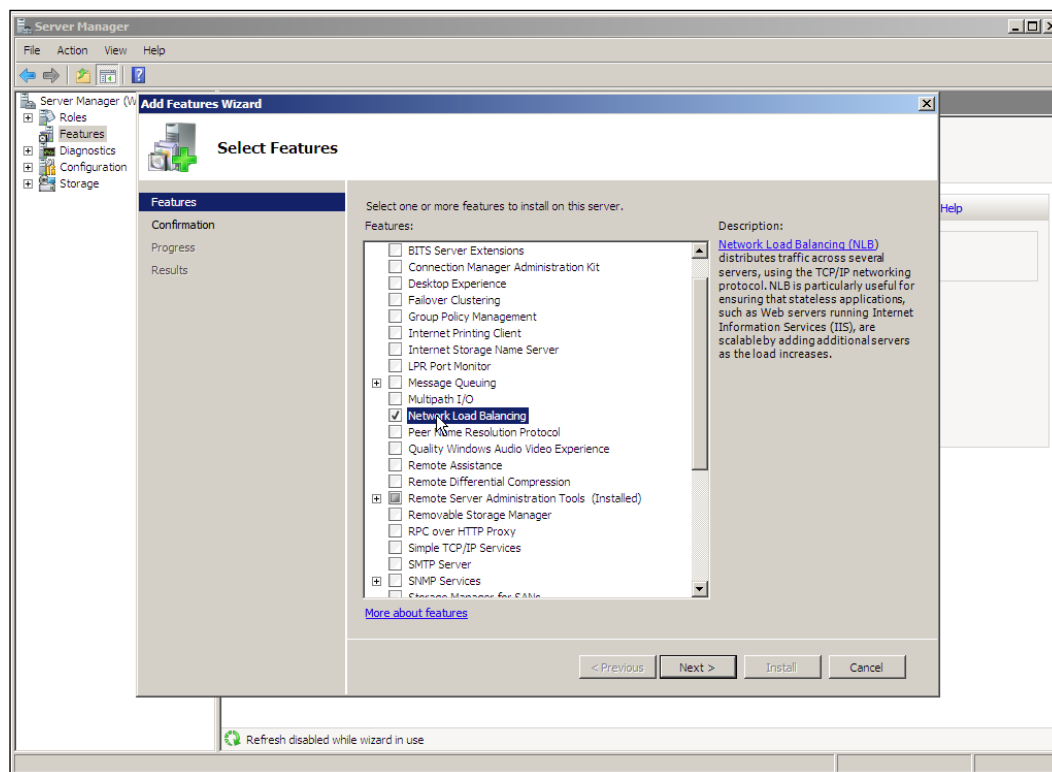 Server Manager
File Action View Help
Server Manager (W
Roles
Features
Diagnostics
Configuration
Storage
Add Features Wizard
Select Features
Features
Confirmation
Progress
Results
Select one or more features to install on this server.
Features:
BITS Server Extensions
Connection Manager Administration Kit
Desktop Experience
Failover Clustering
Group Policy Management
Internet Printing Client
Internet Storage Name Server
LPR Port Monitor
Message Queuing
Multipath I/O
Network Load Balancing
Peer Name Resolution Protocol
Quality Windows Audio Video Experience
Remote Assistance
Remote Differential Compression
Remote Server Administration Tools (Installed)
Removable Storage Manager
RPC over HTTP Proxy
Simple TCP/IP Services
SMTP Server
SNMP Services
Storage Manager for SANs
More about features
Description:
Network Load Balancing (NLB)
distributes traffic across several
servers, using the TCP/IP networking
protocol. NLB is particularly useful for
ensuring that stateless applications,
such as Web servers running Internet
Information Services (IIS), are
scalable by adding additional servers
as the load increases.
Help
< Previous Next > Install Cancel
Refresh disabled while wizard in use